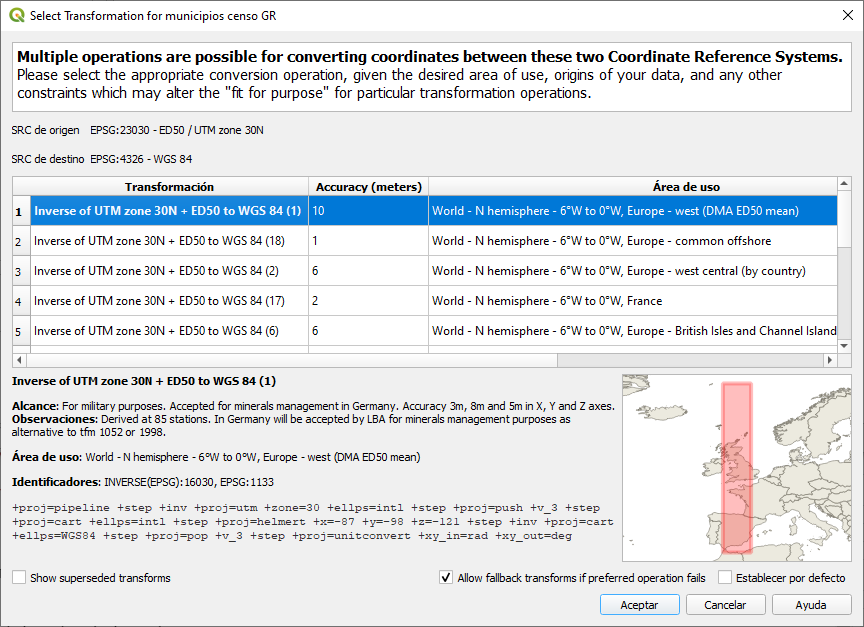 Select Transformation for municipios censo GR
Multiple operations are possible for converting coordinates between these two Coordinate Reference Systems.
Please select the appropriate conversion operation, given the desired area of use, origins of your data, and any other
constraints which may alter the "fit for purpose" for particular transformation operations.
SRC de origen EPSG:23030 - ED50 / UTM zone 30N
SRC de destino EPSG:4326 - WGS 84
Transformación Accuracy (meters) Área de uso
1 Inverse of UTM zone 30N + ED50 to WGS 84 (1) 10 World - N hemisphere - 6°W to 0°W, Europe - west (DMA ED50 mean)
2 Inverse of UTM zone 30N + ED50 to WGS 84 (18) 1 World - N hemisphere - 6°W to 0°W, Europe - common offshore
3 Inverse of UTM zone 30N + ED50 to WGS 84 (2) 6 World - N hemisphere - 6°W to 0°W, Europe - west central (by country)
4 Inverse of UTM zone 30N + ED50 to WGS 84 (17) 2 World - N hemisphere - 6°W to 0°W, France
5 Inverse of UTM zone 30N + ED50 to WGS 84 (6) 6 World - N hemisphere - 6°W to 0°W, Europe - British Isles and Channel Island
Inverse of UTM zone 30N + ED50 to WGS 84 (1)
Alcance: For military purposes. Accepted for minerals management in Germany. Accuracy 3m, 8m and 5m in X, Y and Z axes.
Observaciones: Derived at 85 stations. In Germany will be accepted by LBA for minerals management purposes as
alternative to tfm 1052 or 1998.
Área de uso: World - N hemisphere - 6°W to 0°W, Europe - west (DMA ED50 mean)
Identificadores: INVERSE(EPSG):16030, EPSG:1133
+proj=pipeline +step +inv +proj=utm +zone=30 +ellps=intl +step +proj=push +v_3 +step
+proj=cart +ellps=intl +step +proj=helmert +x=-87 +y=-98 +z=-121 +step +inv +proj=cart
+ellps=WGS84 +step +proj=pop +v_3 +step +proj=unitconvert +xy_in=rad +xy_out=deg
Show superseded transforms
Allow fallback transforms if preferred operation fails
Establecer por defecto
Aceptar
Cancelar
Ayuda